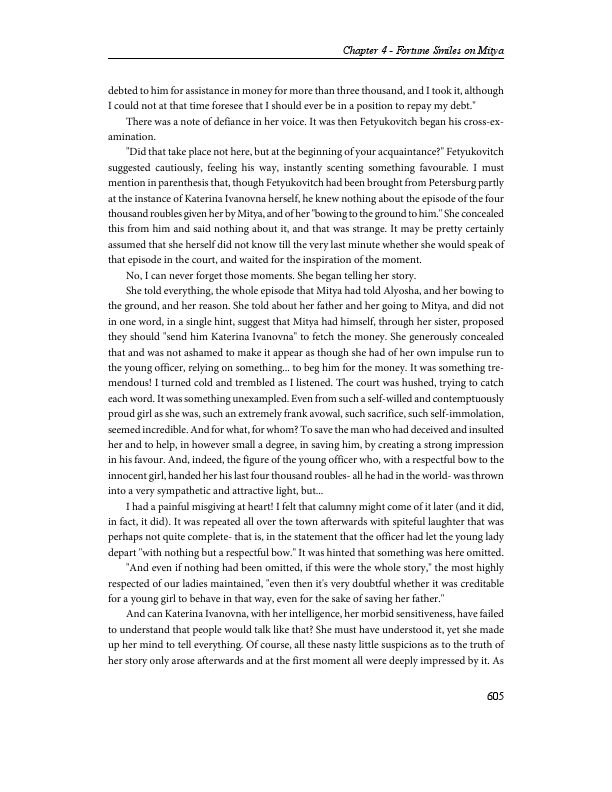 Chapter 4 - Fortune Smiles on Mitya
debted to him for assistance in money for more than three thousand, and I took it, although
I could not at that time foresee that I should ever be in a position to repay my debt."
There was a note of defiance in her voice. It was then Fetyukovitch began his cross-ex-
amination.
"Did that take place not here, but at the beginning of your acquaintance?" Fetyukovitch
suggested cautiously, feeling his way, instantly scenting something favourable. I must
mention in parenthesis that, though Fetyukovitch had been brought from Petersburg partly
at the instance of Katerina Ivanovna herself, he knew nothing about the episode of the four
thousand roubles given her by Mitya, and of her "bowing to the ground to him." She concealed
this from him and said nothing about it, and that was strange. It may be pretty certainly
assumed that she herself did not know till the very last minute whether she would speak of
that episode in the court, and waited for the inspiration of the moment.
No, I can never forget those moments. She began telling her story.
She told everything, the whole episode that Mitya had told Alyosha, and her bowing to
the ground, and her reason. She told about her father and her going to Mitya, and did not
in one word, in a single hint, suggest that Mitya had himself, through her sister, proposed
they should "send him Katerina Ivanovna" to fetch the money. She generously concealed
that and was not ashamed to make it appear as though she had of her own impulse run to
the young officer, relying on something... to beg him for the money. It was something tre-
mendous! I turned cold and trembled as I listened. The court was hushed, trying to catch
each word. It was something unexampled. Even from such a self-willed and contemptuously
proud girl as she was, such an extremely frank avowal, such sacrifice, such self-immolation,
seemed incredible. And for what, for whom? To save the man who had deceived and insulted
her and to help, in however small a degree, in saving him, by creating a strong impression
in his favour. And, indeed, the figure of the young officer who, with a respectful bow to the
innocent girl, handed her his last four thousand roubles- all he had in the world- was thrown
into a very sympathetic and attractive light, but...
I had a painful misgiving at heart! I felt that calumny might come of it later (and it did,
in fact, it did). It was repeated all over the town afterwards with spiteful laughter that was
perhaps not quite complete- that is, in the statement that the officer had let the young lady
depart "with nothing but a respectful bow." It was hinted that something was here omitted.
"And even if nothing had been omitted, if this were the whole story," the most highly
respected of our ladies maintained, "even then it's very doubtful whether it was creditable
for a young girl to behave in that way, even for the sake of saving her father."
And can Katerina Ivanovna, with her intelligence, her morbid sensitiveness, have failed
to understand that people would talk like that? She must have understood it, yet she made
up her mind to tell everything. Of course, all these nasty little suspicions as to the truth of
her story only arose afterwards and at the first moment all were deeply impressed by it. As
605